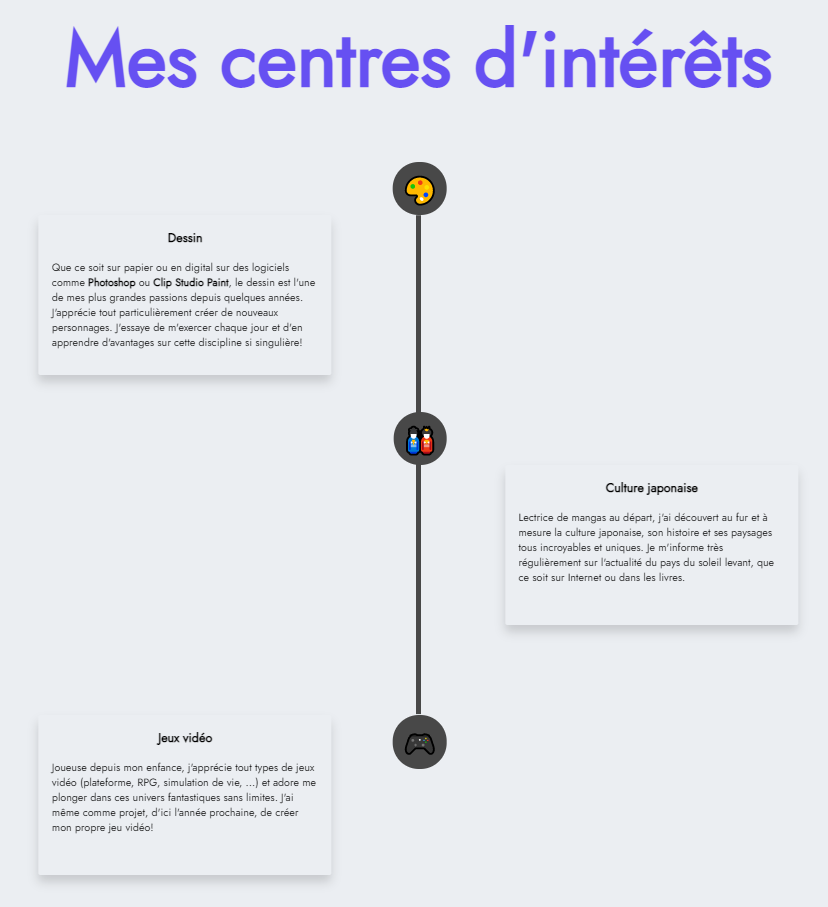 Mes centres d'intérêts
Dessin
Que ce soit sur papier ou en digital sur des logiciels
comme Photoshop ou Clip Studio Paint, le dessin est l'une
de mes plus grandes passions depuis quelques années.
J'apprécie tout particulièrement créer de nouveaux
personnages. J'essaye de m'exercer chaque jour et d'en
apprendre d'avantages sur cette discipline si singulière!
Culture japonaise
Lectrice de mangas au départ, j'ai découvert au fur et à
mesure la culture japonaise, son histoire et ses paysages
tous incroyables et uniques. Je m'informe très
régulièrement sur l'actualité du pays du soleil levant, que
ce soit sur Internet ou dans les livres.
Jeux vidéo
Joueuse depuis mon enfance, j'apprécie tout types de jeux
vidéo (plateforme, RPG, simulation de vie, ...) et adore me
plonger dans ces univers fantastiques sans limites. J'ai
même comme projet, d'ici l'année prochaine, de créer
mon propre jeu vidéo!